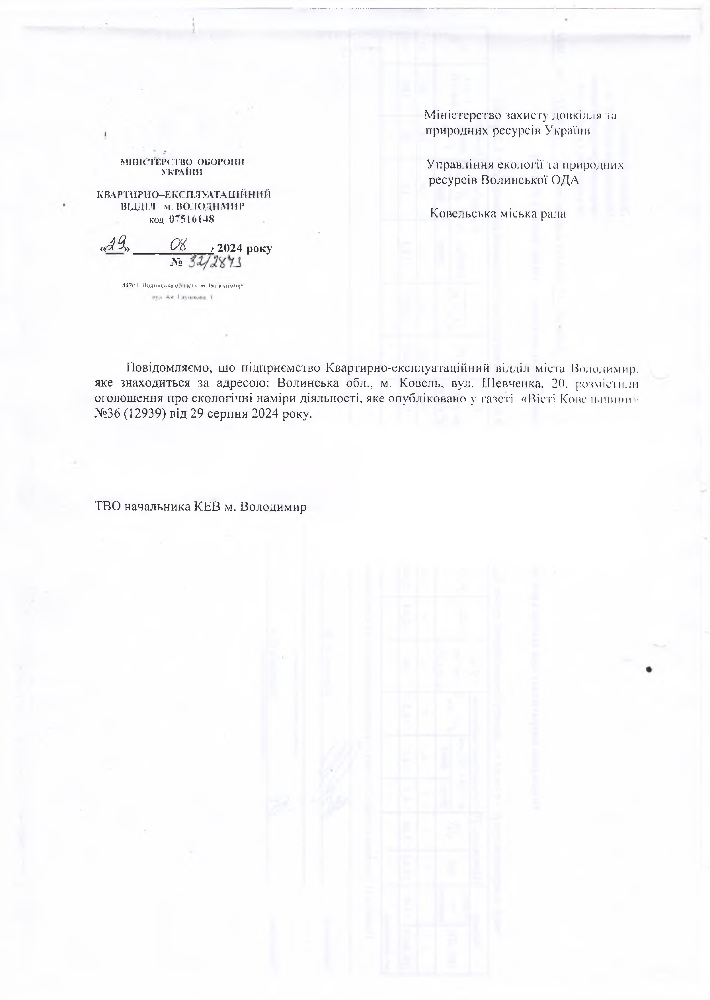 МІНІСТЕРСТВО ОБОРОНИ
УКРАЇНИ
КВАРТИРНО–ЕКСПЛУАТАЦІЙНИЙ
ВІДДІЛ м. ВОЛОДИМИР
код 07516148
«29» 08 2024 року
№ 32/2873
44701, Волинська область, м. Володимир
вул. Ак. Глушкова, 1
Міністерство захисту довкілля та
природних ресурсів України
Управління екології та природних
ресурсів Волинської ОДА
Ковельська міська рада
Повідомляємо, що підприємство Квартирно-експлуатаційний відділ міста Володимир,
яке знаходиться за адресою: Волинська обл., м. Ковель, вул. Шевченка, 20, розмістили
оголошення про екологічні наміри діяльності, яке опубліковано у газеті «Вісті Ковельщини»
№36 (12939) від 29 серпня 2024 року.
ТВО начальника КЕВ м. Володимир